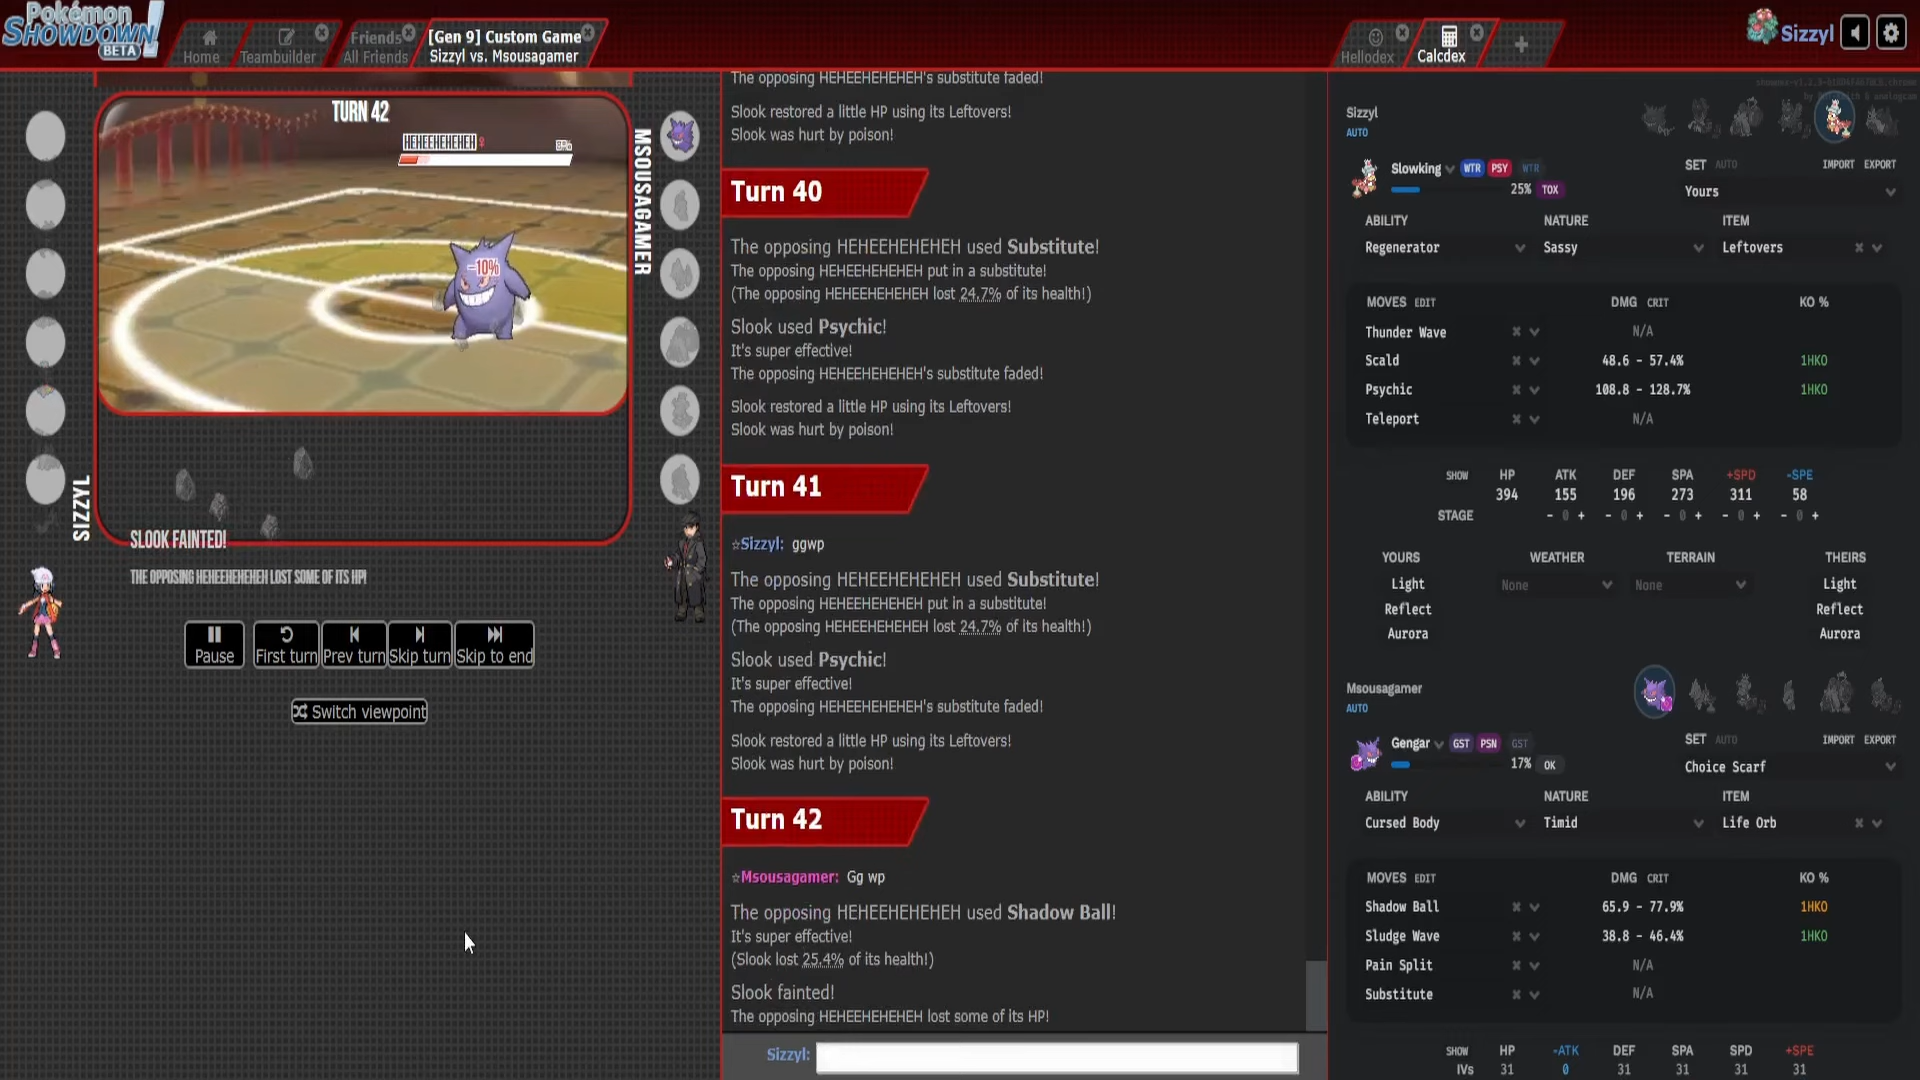 Pokémon
SHOWDOWN!
BETA
Home
Teambuilder
Friends
All Friends
[Gen 9] Custom Game
Sizzyl vs. Msousagamer
Hellodex
Calcdex
Sizzyl
TURN 42
HEHEEHEHEHEH
-10%
MSOUSAGAMER
SIZZYL
SLOOK FAINTED!
THE OPPOSING HEHEEHEHEHEH LOST SOME OF ITS HP!
Pause
First turn
Prev turn
Skip turn
Skip to end
Switch viewpoint
The opposing HEHEEHEHEHEH's substitute faded!
Slook restored a little HP using its Leftovers!
Slook was hurt by poison!
Turn 40
The opposing HEHEEHEHEHEH used Substitute!
The opposing HEHEEHEHEHEH put in a substitute!
(The opposing HEHEEHEHEHEH lost 24.7% of its health!)
Slook used Psychic!
It's super effective!
The opposing HEHEEHEHEHEH's substitute faded!
Slook restored a little HP using its Leftovers!
Slook was hurt by poison!
Turn 41
☆Sizzyl: ggwp
The opposing HEHEEHEHEHEH used Substitute!
The opposing HEHEEHEHEHEH put in a substitute!
(The opposing HEHEEHEHEHEH lost 24.7% of its health!)
Slook used Psychic!
It's super effective!
The opposing HEHEEHEHEHEH's substitute faded!
Slook restored a little HP using its Leftovers!
Slook was hurt by poison!
Turn 42
☆Msousagamer: Gg wp
The opposing HEHEEHEHEHEH used Shadow Ball!
It's super effective!
(Slook lost 25.4% of its health!)
Slook fainted!
The opposing HEHEEHEHEHEH lost some of its HP!
Sizzyl:
Sizzyl
AUTO
Slowking WTR PSY WTR
25% TOX
SET AUTO IMPORT EXPORT
Yours
ABILITY NATURE ITEM
Regenerator Sassy Leftovers
MOVES EDIT DMG CRIT KO %
Thunder Wave N/A
Scald 48.6 - 57.4% 1HKO
Psychic 108.8 - 128.7% 1HKO
Teleport N/A
SHOW HP ATK DEF SPA +SPD -SPE
394 155 196 273 311 58
STAGE - 0 + - 0 + - 0 + - 0 + - 0 +
YOURS WEATHER TERRAIN THEIRS
Light None None Light
Reflect Reflect
Aurora Aurora
Msousagamer
AUTO
Gengar GST PSN GST
17% OK
SET AUTO IMPORT EXPORT
Choice Scarf
ABILITY NATURE ITEM
Cursed Body Timid Life Orb
MOVES EDIT DMG CRIT KO %
Shadow Ball 65.9 - 77.9% 1HKO
Sludge Wave 38.8 - 46.4% 1HKO
Pain Split N/A
Substitute N/A
SHOW HP -ATK DEF SPA SPD +SPE
IVs 31 0 31 31 31 31